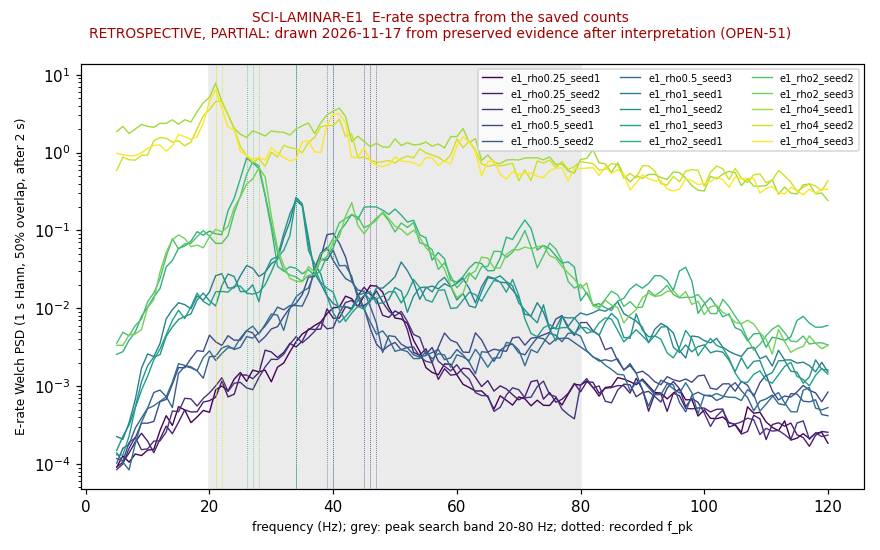 SCI-LAMINAR-E1  E-rate spectra from the saved counts
RETROSPECTIVE, PARTIAL: drawn 2026-11-17 from preserved evidence after interpretation (OPEN-51)
E-rate Welch PSD (1 s Hann, 50% overlap, after 2 s)
10^1
10^0
10^−1
10^−2
10^−3
10^−4
e1_rho0.25_seed1
e1_rho0.25_seed2
e1_rho0.25_seed3
e1_rho0.5_seed1
e1_rho0.5_seed2
e1_rho0.5_seed3
e1_rho1_seed1
e1_rho1_seed2
e1_rho1_seed3
e1_rho2_seed1
e1_rho2_seed2
e1_rho2_seed3
e1_rho4_seed1
e1_rho4_seed2
e1_rho4_seed3
0 20 40 60 80 100 120
frequency (Hz); grey: peak search band 20-80 Hz; dotted: recorded f_pk